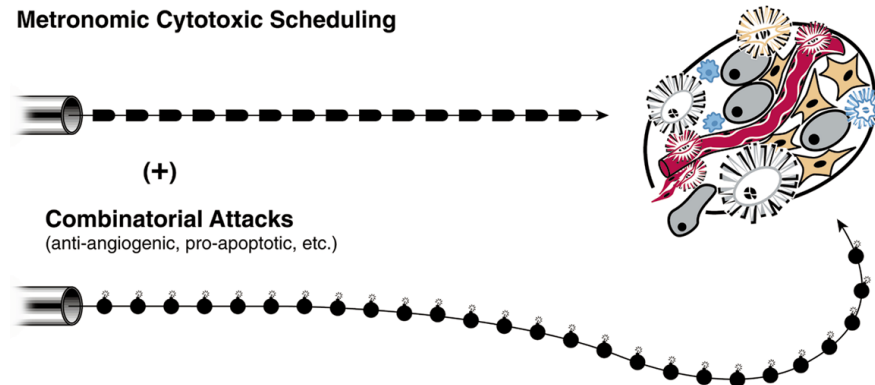 Metronomic Cytotoxic Scheduling
(+)
Combinatorial Attacks
(anti-angiogenic, pro-apoptotic, etc.)